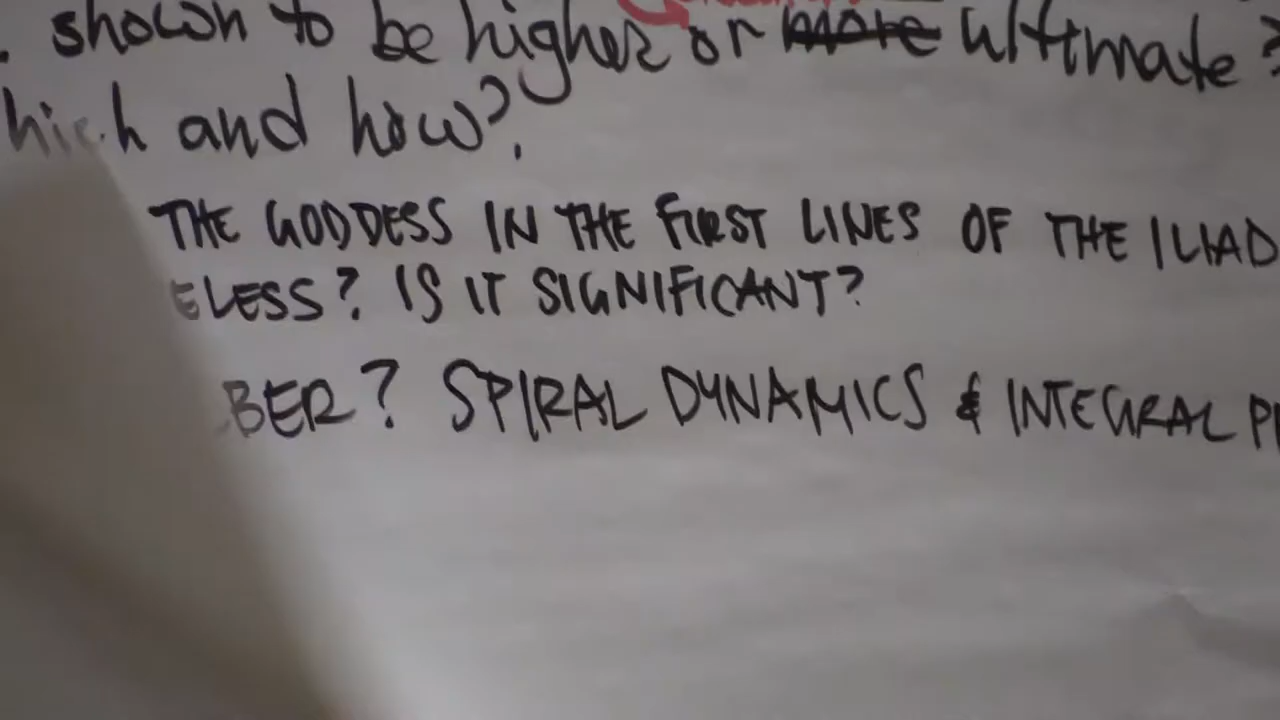 . shown to be higher or more ultimate?
hich and how?
THE GODDESS IN THE FIRST LINES OF THE ILIAD
ELESS? IS IT SIGNIFICANT?
BER? SPIRAL DYNAMICS & INTEGRAL P